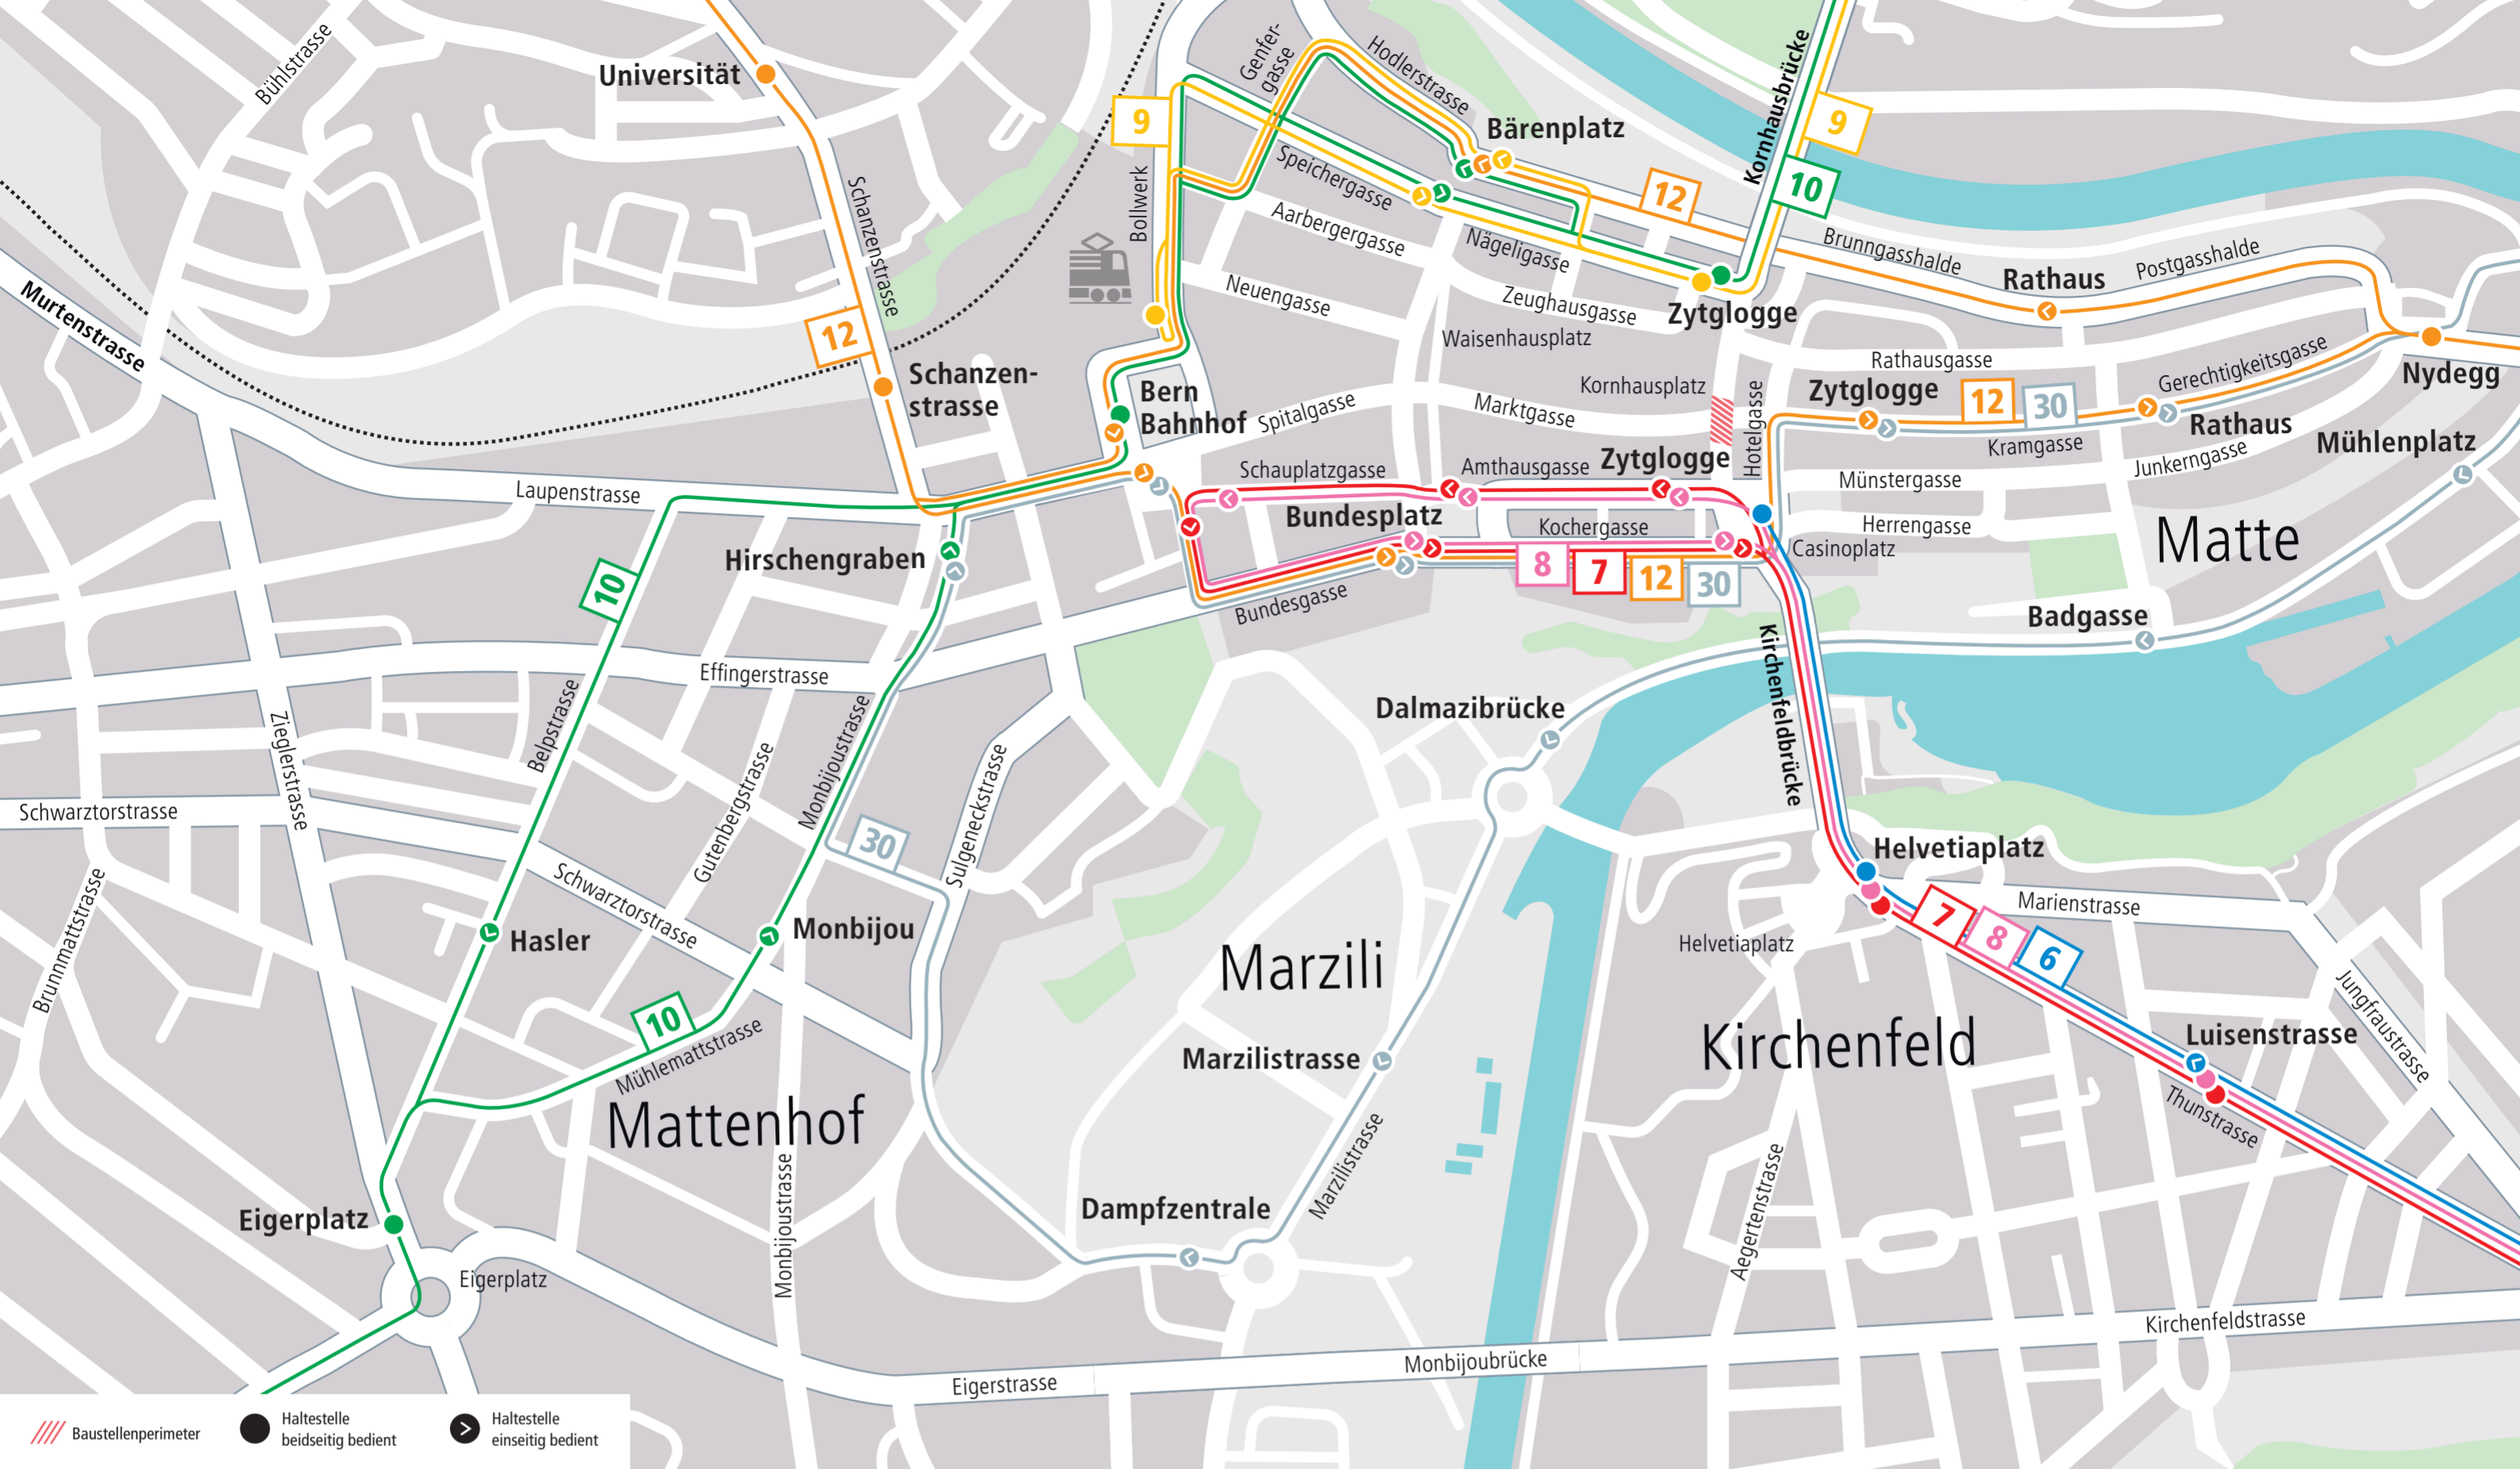 Bühlstrasse
Universität
Genfer-
gasse
Hodlerstrasse
Bärenplatz
Kornhausbrücke
9
9
10
12
Bollwerk
Speichergasse
Schanzenstrasse
Aarbergergasse
Nägeligasse
Brunngasshalde
Postgasshalde
Rathaus
Neuengasse
Zeughausgasse
Zytglogge
Murtenstrasse
12
Waisenhausplatz
Rathausgasse
Gerechtigkeitsgasse
Nydegg
Schanzen-
strasse
Bern
Bahnhof
Spitalgasse
Marktgasse
Kornhausplatz
Hotelgasse
Zytglogge
12
30
Rathaus
Kramgasse
Junkerngasse
Mühlenplatz
Laupenstrasse
Schauplatzgasse
Amthausgasse
Zytglogge
Münstergasse
Bundesplatz
Kochergasse
Herrengasse
Casinoplatz
Matte
Hirschengraben
10
8
7
12
30
Bundesgasse
Badgasse
Effingerstrasse
Kirchenfeldbrücke
Dalmazibrücke
Belpstrasse
Zieglerstrasse
Monbijoustrasse
Gutenbergstrasse
Sulgeneckstrasse
Schwarztorstrasse
30
Helvetiaplatz
Schwarztorstrasse
Brunnmattstrasse
Marienstrasse
7
8
6
Hasler
Monbijou
Helvetiaplatz
Marzili
Jungfraustrasse
10
Mühlemattstrasse
Kirchenfeld
Luisenstrasse
Marzilistrasse
Mattenhof
Thunstrasse
Marzilistrasse
Monbijoustrasse
Aegertenstrasse
Eigerplatz
Dampfzentrale
Eigerplatz
Kirchenfeldstrasse
Monbijoubrücke
Eigerstrasse
Baustellenperimeter
Haltestelle
beidseitig bedient
Haltestelle
einseitig bedient